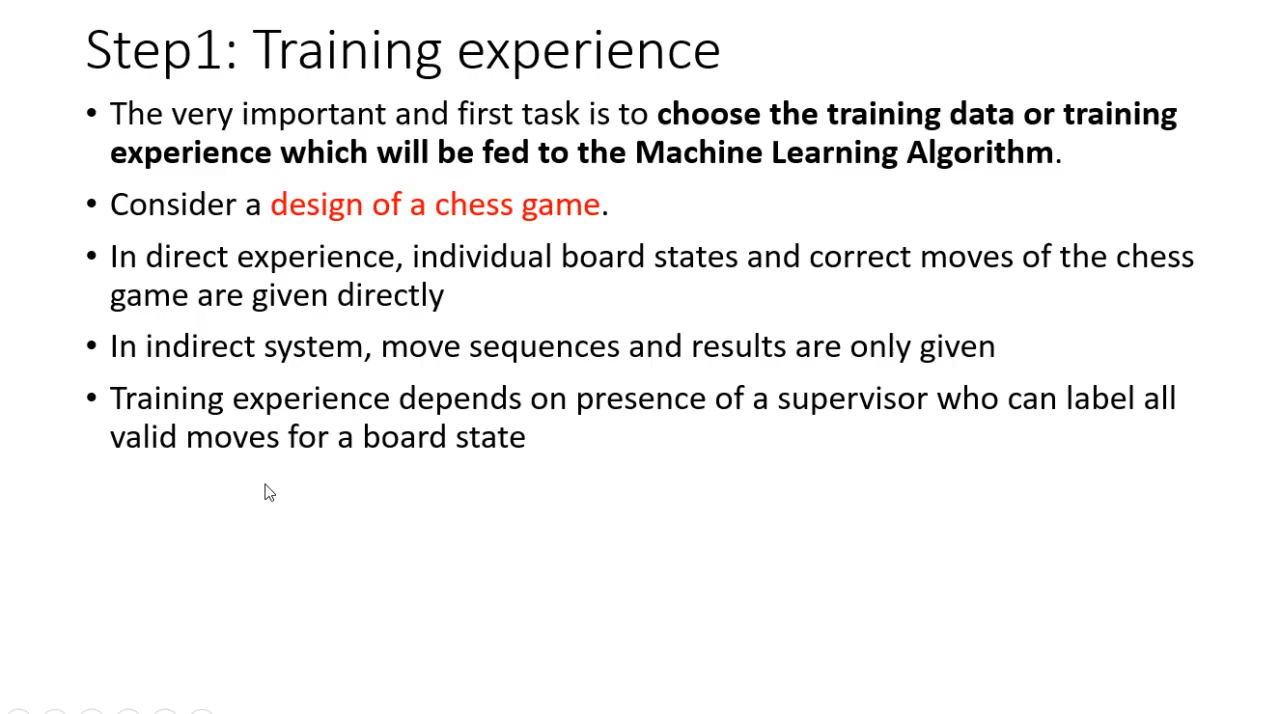 Step1: Training experience
• The very important and first task is to choose the training data or training
experience which will be fed to the Machine Learning Algorithm.
• Consider a design of a chess game.
• In direct experience, individual board states and correct moves of the chess
game are given directly
• In indirect system, move sequences and results are only given
• Training experience depends on presence of a supervisor who can label all
valid moves for a board state